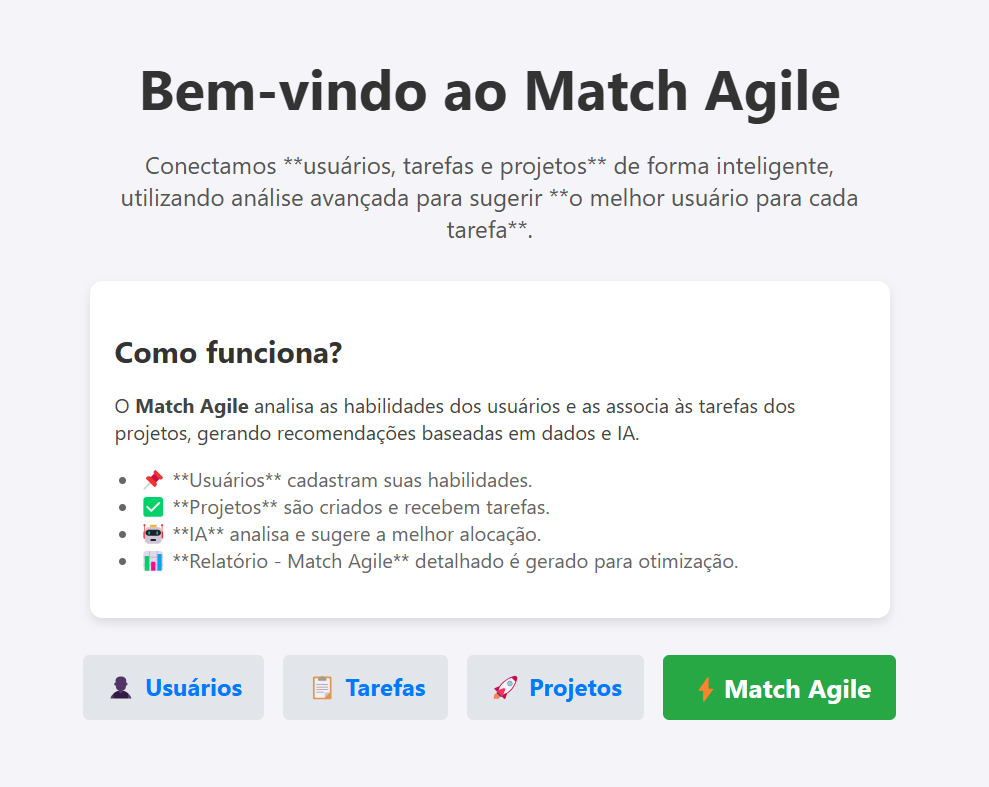 Bem-vindo ao Match Agile
Conectamos **usuários, tarefas e projetos** de forma inteligente,
utilizando análise avançada para sugerir **o melhor usuário para cada
tarefa**.
Como funciona?
O Match Agile analisa as habilidades dos usuários e as associa às tarefas dos
projetos, gerando recomendações baseadas em dados e IA.
**Usuários** cadastram suas habilidades.
**Projetos** são criados e recebem tarefas.
**IA** analisa e sugere a melhor alocação.
**Relatório - Match Agile** detalhado é gerado para otimização.
Usuários
Tarefas
Projetos
Match Agile